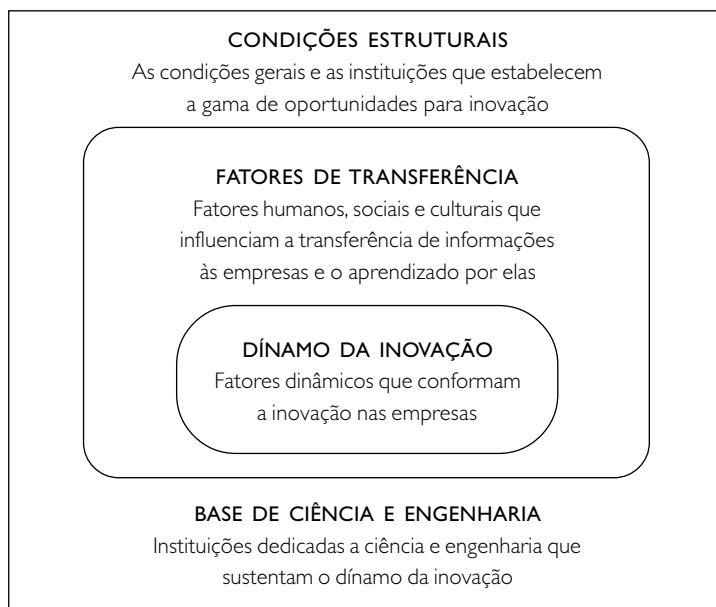 CONDIÇÕES ESTRUTURAIS
As condições gerais e as instituições que estabelecem
a gama de oportunidades para inovação
FATORES DE TRANSFERÊNCIA
Fatores humanos, sociais e culturais que
influenciam a transferência de informações
às empresas e o aprendizado por elas
DÍNAMO DA INOVAÇÃO
Fatores dinâmicos que conformam
a inovação nas empresas
BASE DE CIÊNCIA E ENGENHARIA
Instituições dedicadas a ciência e engenharia que
sustentam o dínamo da inovação